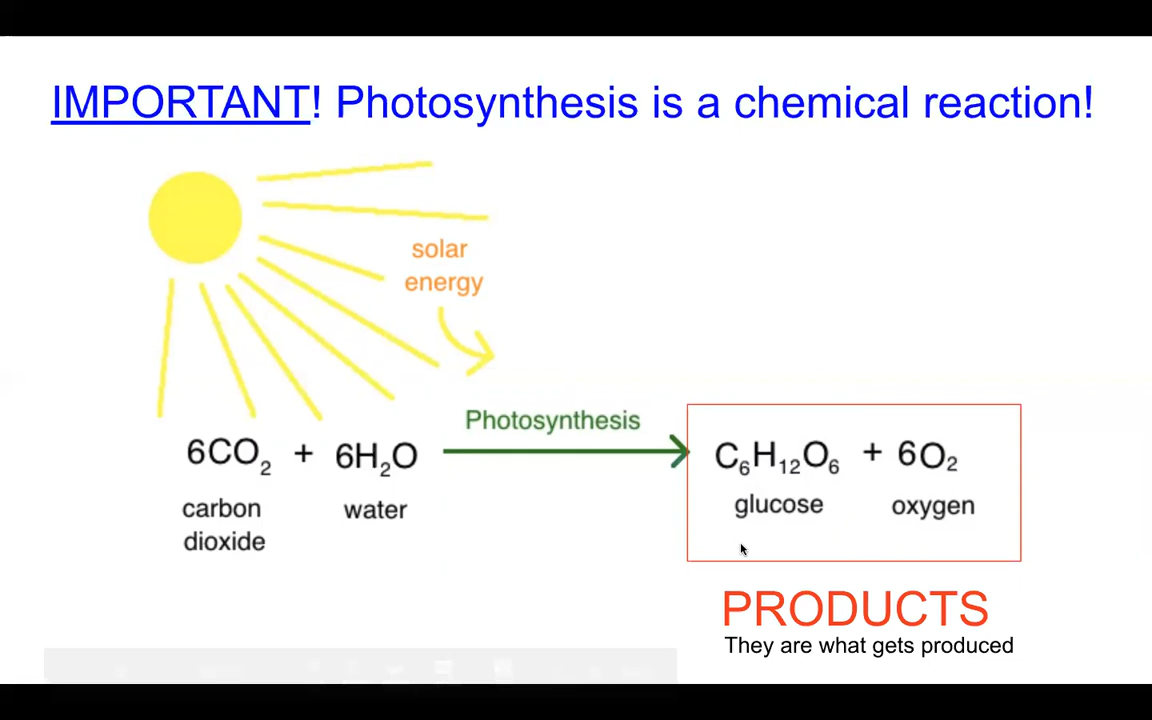 IMPORTANT! Photosynthesis is a chemical reaction!
solar
energy
Photosynthesis
6CO₂ + 6H₂O
C₆H₁₂O₆ + 6O₂
carbon
dioxide
water
glucose
oxygen
PRODUCTS
They are what gets produced